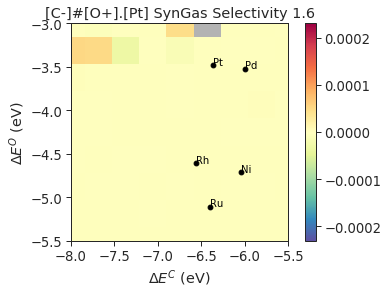 [C-]#[O+].[Pt] SynGas Selectivity 1.6
−3.0
−3.5
−4.0
−4.5
−5.0
−5.5
ΔE^O (eV)
Pt
Pd
Rh
Ni
Ru
−8.0 −7.5 −7.0 −6.5 −6.0 −5.5
ΔE^C (eV)
0.0002
0.0001
0.0000
−0.0001
−0.0002